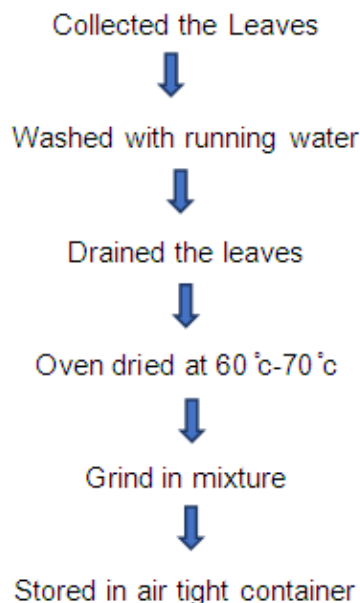 Collected the Leaves
Washed with running water
Drained the leaves
Oven dried at 60℃-70℃
Grind in mixture
Stored in air tight container